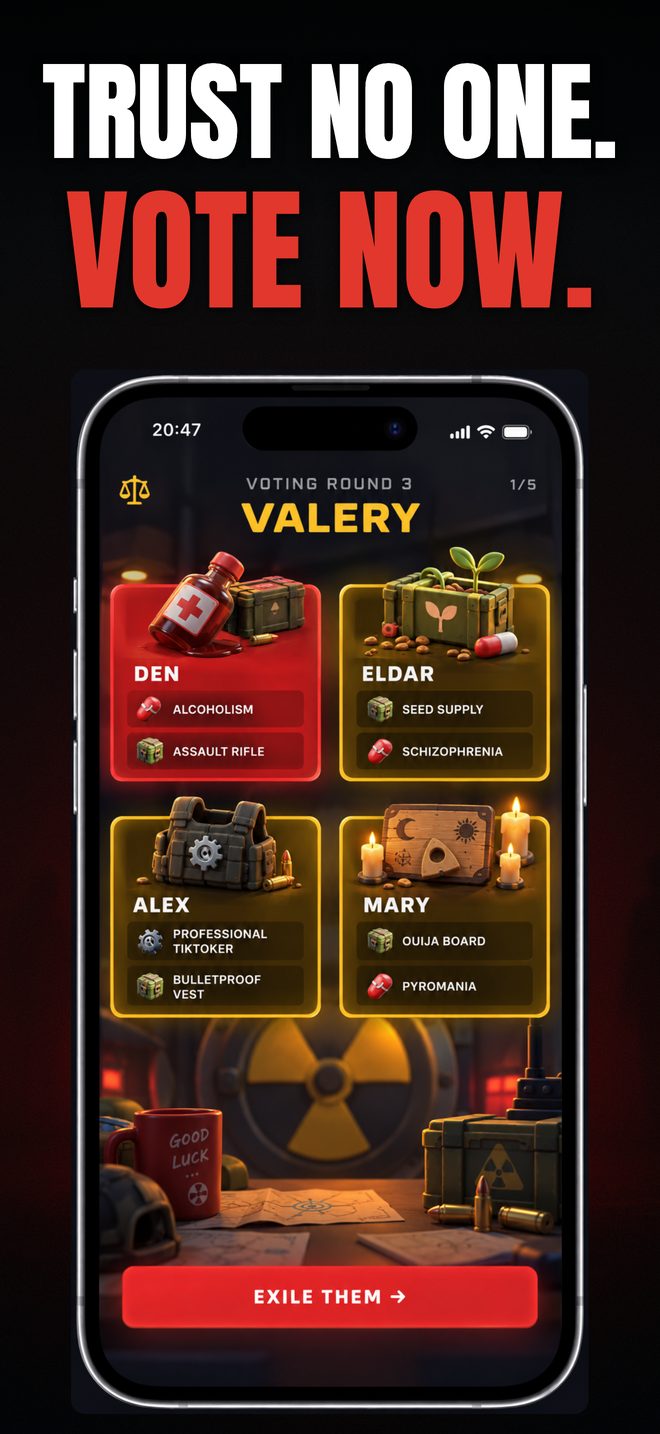 TRUST NO ONE.
VOTE NOW.
20:47
VOTING ROUND 3
1/5
VALERY
DEN
ALCOHOLISM
ASSAULT RIFLE
ELDAR
SEED SUPPLY
SCHIZOPHRENIA
ALEX
PROFESSIONAL
TIKTOKER
BULLETPROOF
VEST
MARY
OUIJA BOARD
PYROMANIA
GOOD
LUCK
...
EXILE THEM →